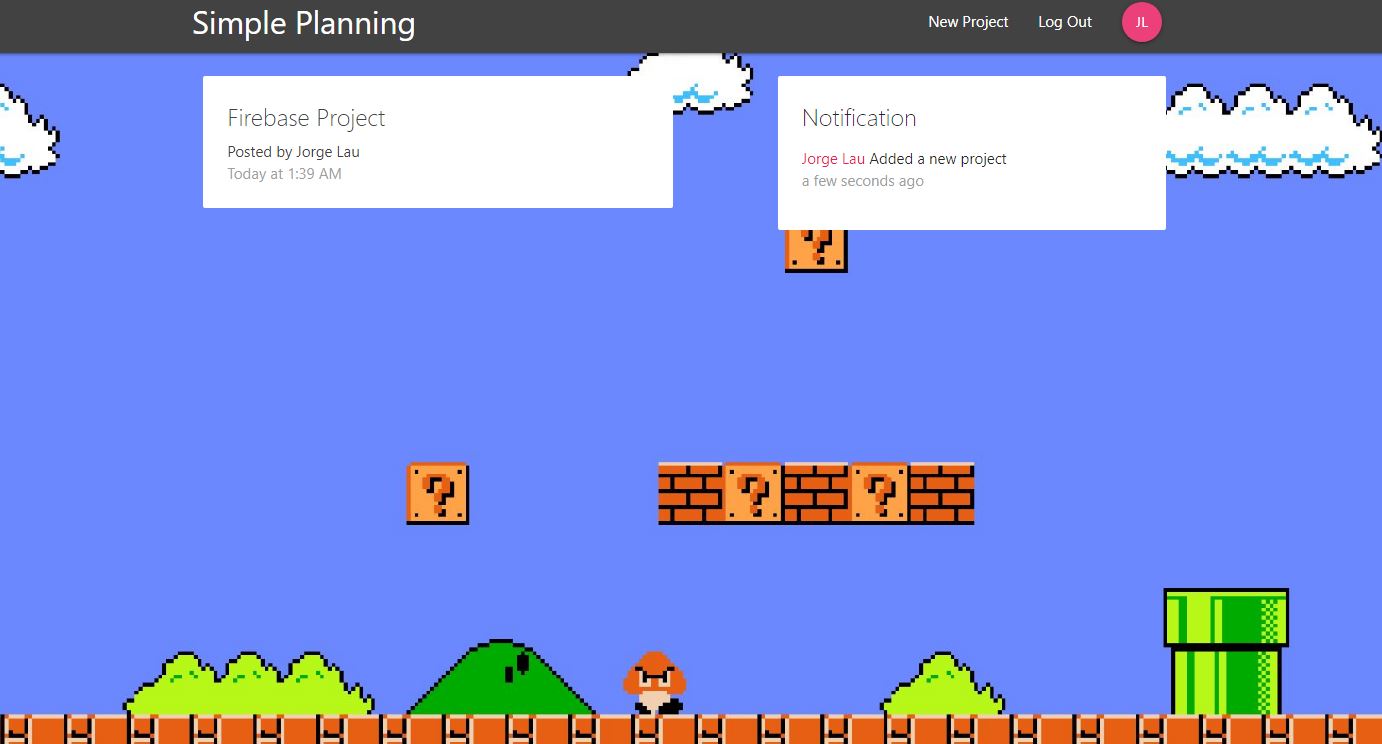 Simple Planning
New Project
Log Out
JL
Firebase Project
Posted by Jorge Lau
Today at 1:39 AM
Notification
Jorge Lau Added a new project
a few seconds ago
?
?
?
?